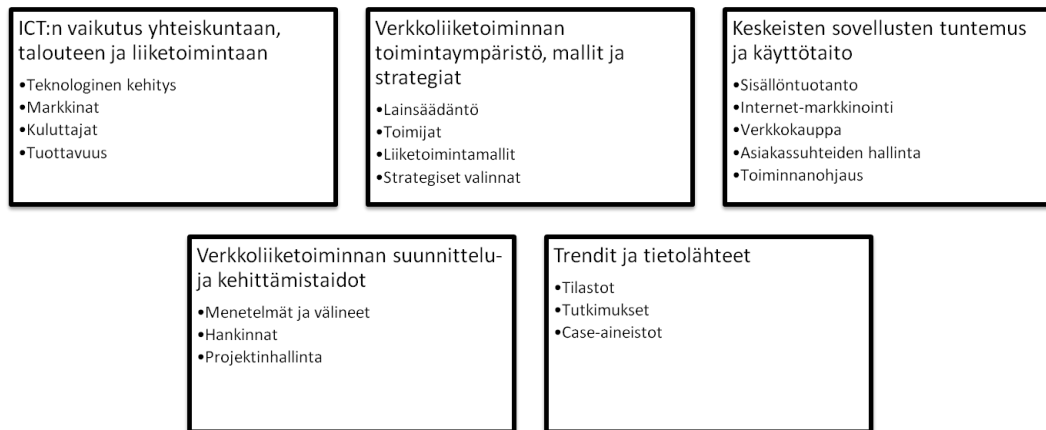 ICT:n vaikutus yhteiskuntaan,
talouteen ja liiketoimintaan
•Teknologinen kehitys
•Markkinat
•Kuluttajat
•Tuottavuus
Verkkoliiketoiminnan
toimintaympäristö, mallit ja
strategiat
•Lainsäädäntö
•Toimijat
•Liiketoimintamallit
•Strategiset valinnat
Keskeisten sovellusten tuntemus
ja käyttötaito
•Sisällöntuotanto
•Internet-markkinointi
•Verkkokauppa
•Asiakassuhteiden hallinta
•Toiminnanohjaus
Verkkoliiketoiminnan suunnittelu-
ja kehittämistaidot
•Menetelmät ja välineet
•Hankinnat
•Projektinhallinta
Trendit ja tietolähteet
•Tilastot
•Tutkimukset
•Case-aineistot